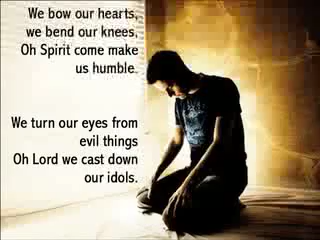 We bow our hearts,
we bend our knees,
Oh Spirit come make
us humble.
We turn our eyes from
evil things
Oh Lord we cast down
our idols.